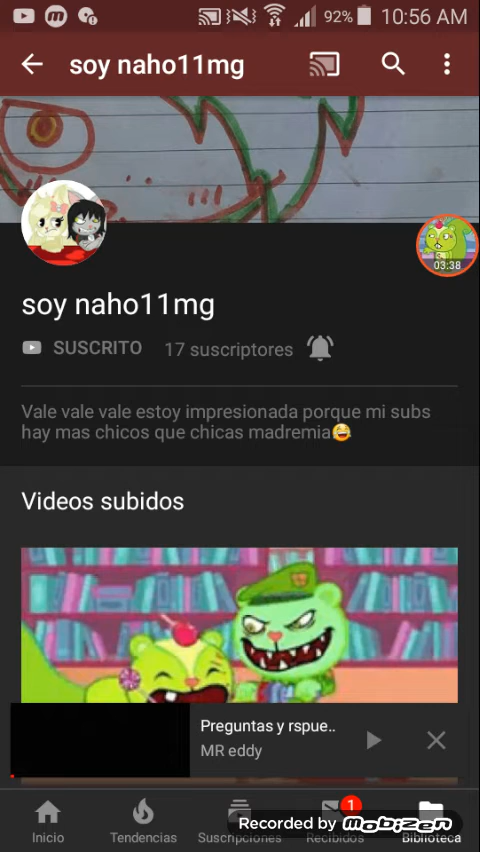 92% 10:56 AM
soy naho11mg
03:38
soy naho11mg
SUSCRITO 17 suscriptores
Vale vale vale estoy impresionada porque mi subs
hay mas chicos que chicas madremia😂
Videos subidos
Preguntas y rspue..
MR eddy
1
Inicio Tendencias Suscripciones Recibidos Biblioteca
Recorded by mobizen